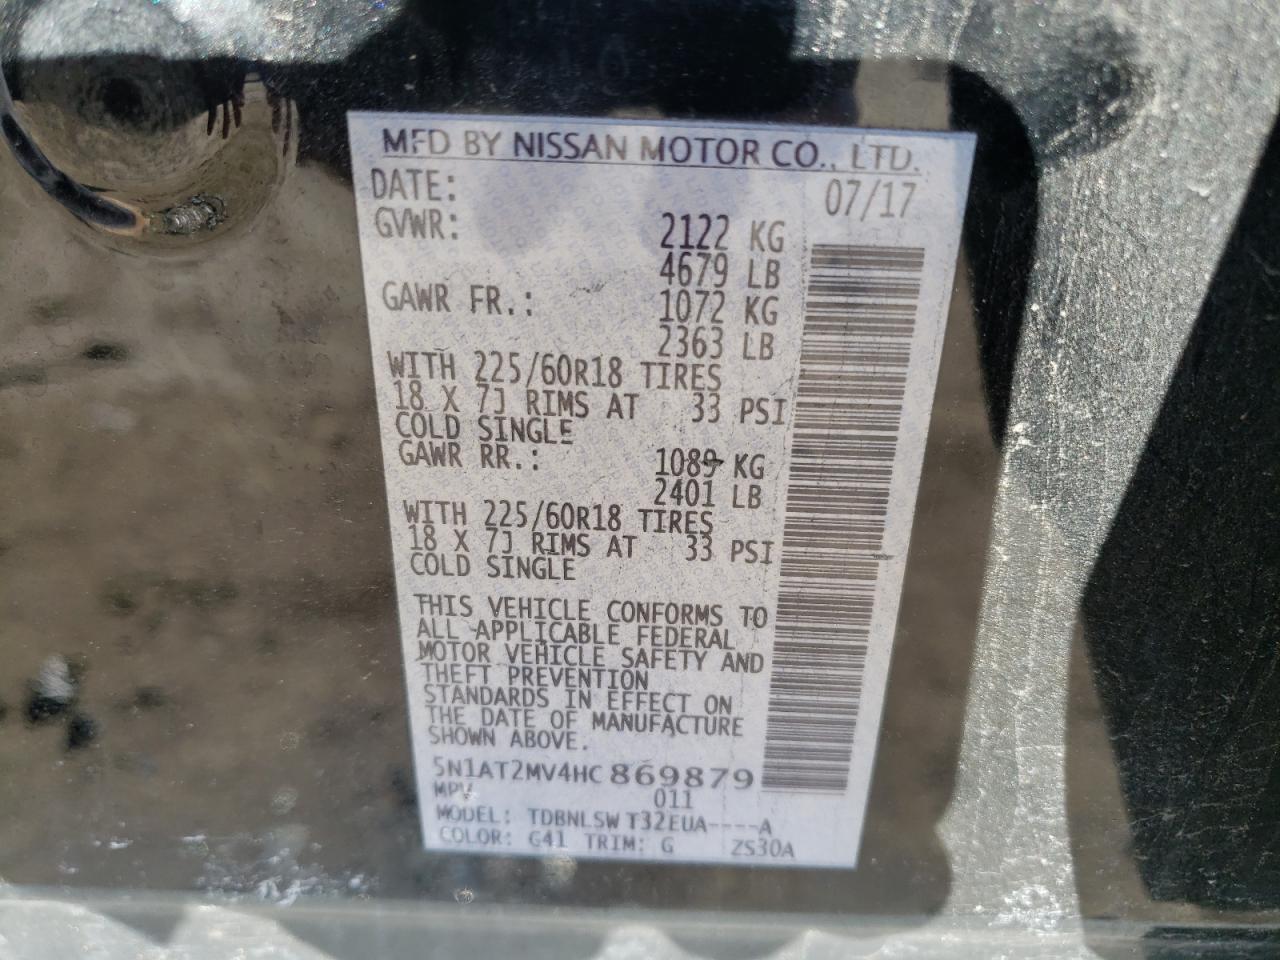 MFD BY NISSAN MOTOR CO., LTD.
DATE: 07/17
GVWR: 2122 KG
4679 LB
GAWR FR.: 1072 KG
2363 LB
WITH 225/60R18 TIRES
18 X 7J RIMS AT 33 PSI
COLD SINGLE
GAWR RR.: 1089 KG
2401 LB
WITH 225/60R18 TIRES
18 X 7J RIMS AT 33 PSI
COLD SINGLE
THIS VEHICLE CONFORMS TO
ALL APPLICABLE FEDERAL
MOTOR VEHICLE SAFETY AND
THEFT PREVENTION
STANDARDS IN EFFECT ON
THE DATE OF MANUFACTURE
SHOWN ABOVE.
5N1AT2MV4HC869879
MPV 011
MODEL: TDBNLSW T32EUA----A
COLOR: G41 TRIM: G ZS30A